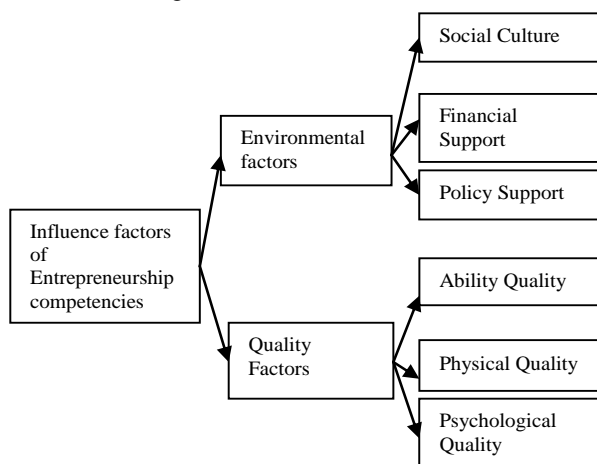 Social Culture
Environmental
factors
Financial
Support
Policy Support
Influence factors
of
Entrepreneurship
competencies
Ability Quality
Quality
Factors
Physical Quality
Psychological
Quality